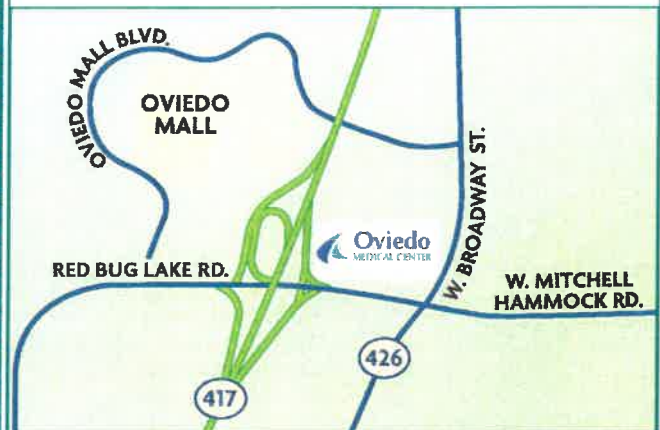 OVIEDO MALL BLVD.
OVIEDO
MALL
W. BROADWAY ST.
Oviedo
MEDICAL CENTER
RED BUG LAKE RD.
W. MITCHELL
HAMMOCK RD.
426
417